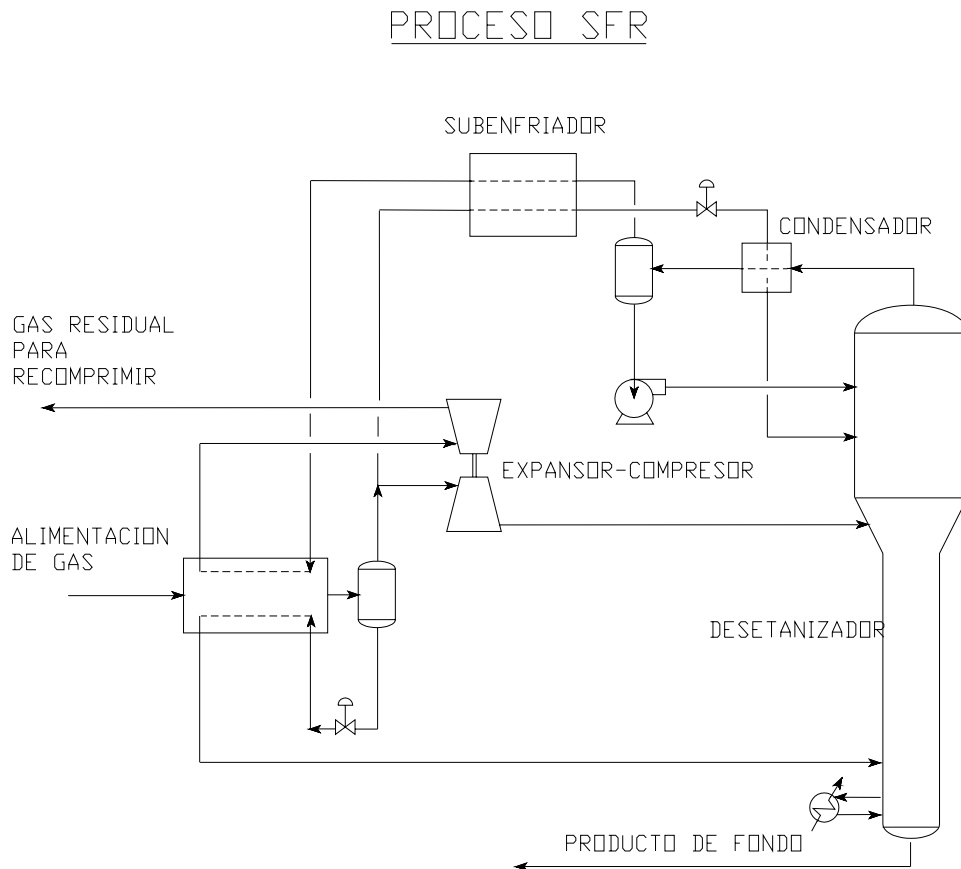 PROCESO SFR
SUBENFRIADOR
CONDENSADOR
GAS RESIDUAL
PARA
RECOMPRIMIR
EXPANSOR-COMPRESOR
ALIMENTACION
DE GAS
DESETANIZADOR
PRODUCTO DE FONDO